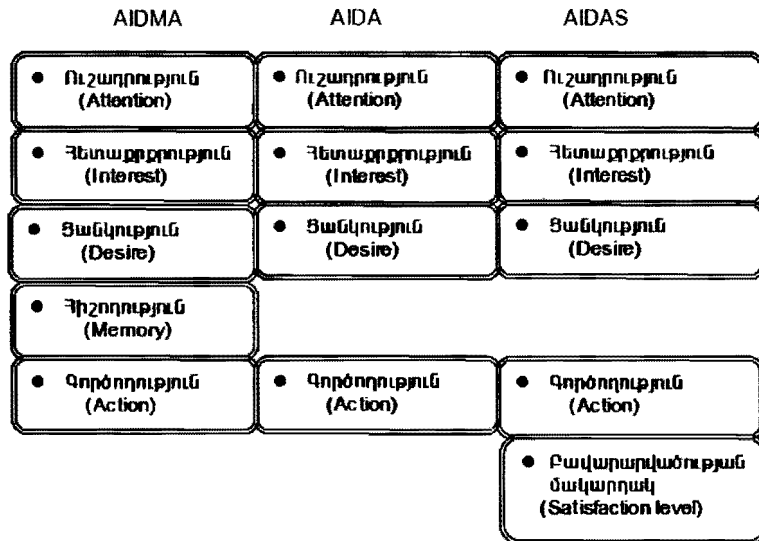 AIDMA AIDA AIDAS
● Ուշադրություն ● Ուշադրություն ● Ուշադրություն
(Attention) (Attention) (Attention)
● Հետաքրքրություն ● Հետաքրքրություն ● Հետաքրքրություն
(Interest) (Interest) (Interest)
● Ցանկություն ● Ցանկություն ● Ցանկություն
(Desire) (Desire) (Desire)
● Հիշողություն
(Memory)
● Գործողություն ● Գործողություն ● Գործողություն
(Action) (Action) (Action)
● Բավարարվածության
մակարդակ
(Satisfaction level)